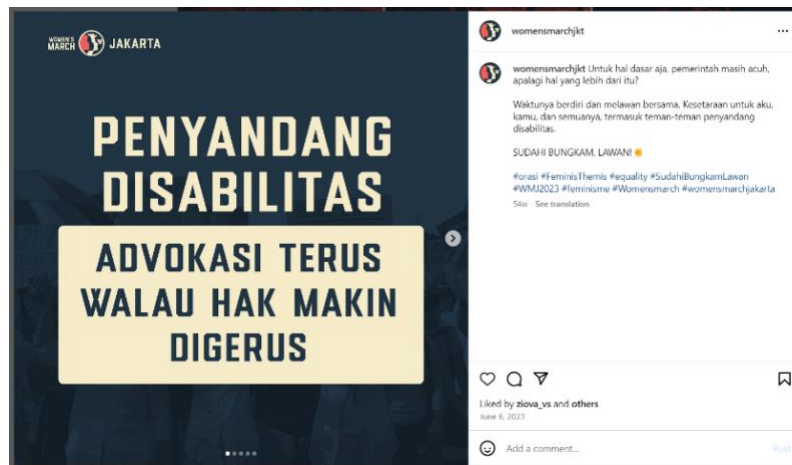 WOMEN'S
MARCH JAKARTA
PENYANDANG
DISABILITAS
ADVOKASI TERUS
WALAU HAK MAKIN
DIGERUS
womensmarchjkt
womensmarchjkt Untuk hal dasar aja, pemerintah masih acuh,
apalagi hal yang lebih dari itu?
Waktunya berdiri dan melawan bersama. Kesetaraan untuk aku,
kamu, dan semuanya, termasuk teman-teman penyandang
disabilitas.
SUDAHI BUNGKAM, LAWAN! ✊
#orasi #FeminisThemis #equality #SudahiBungkamLawan
#WMJ2023 #feminisme #Womensmarch #womensmarchjakarta
54w See translation
Liked by ziova_vs and others
June 6, 2023
Add a comment...
Post